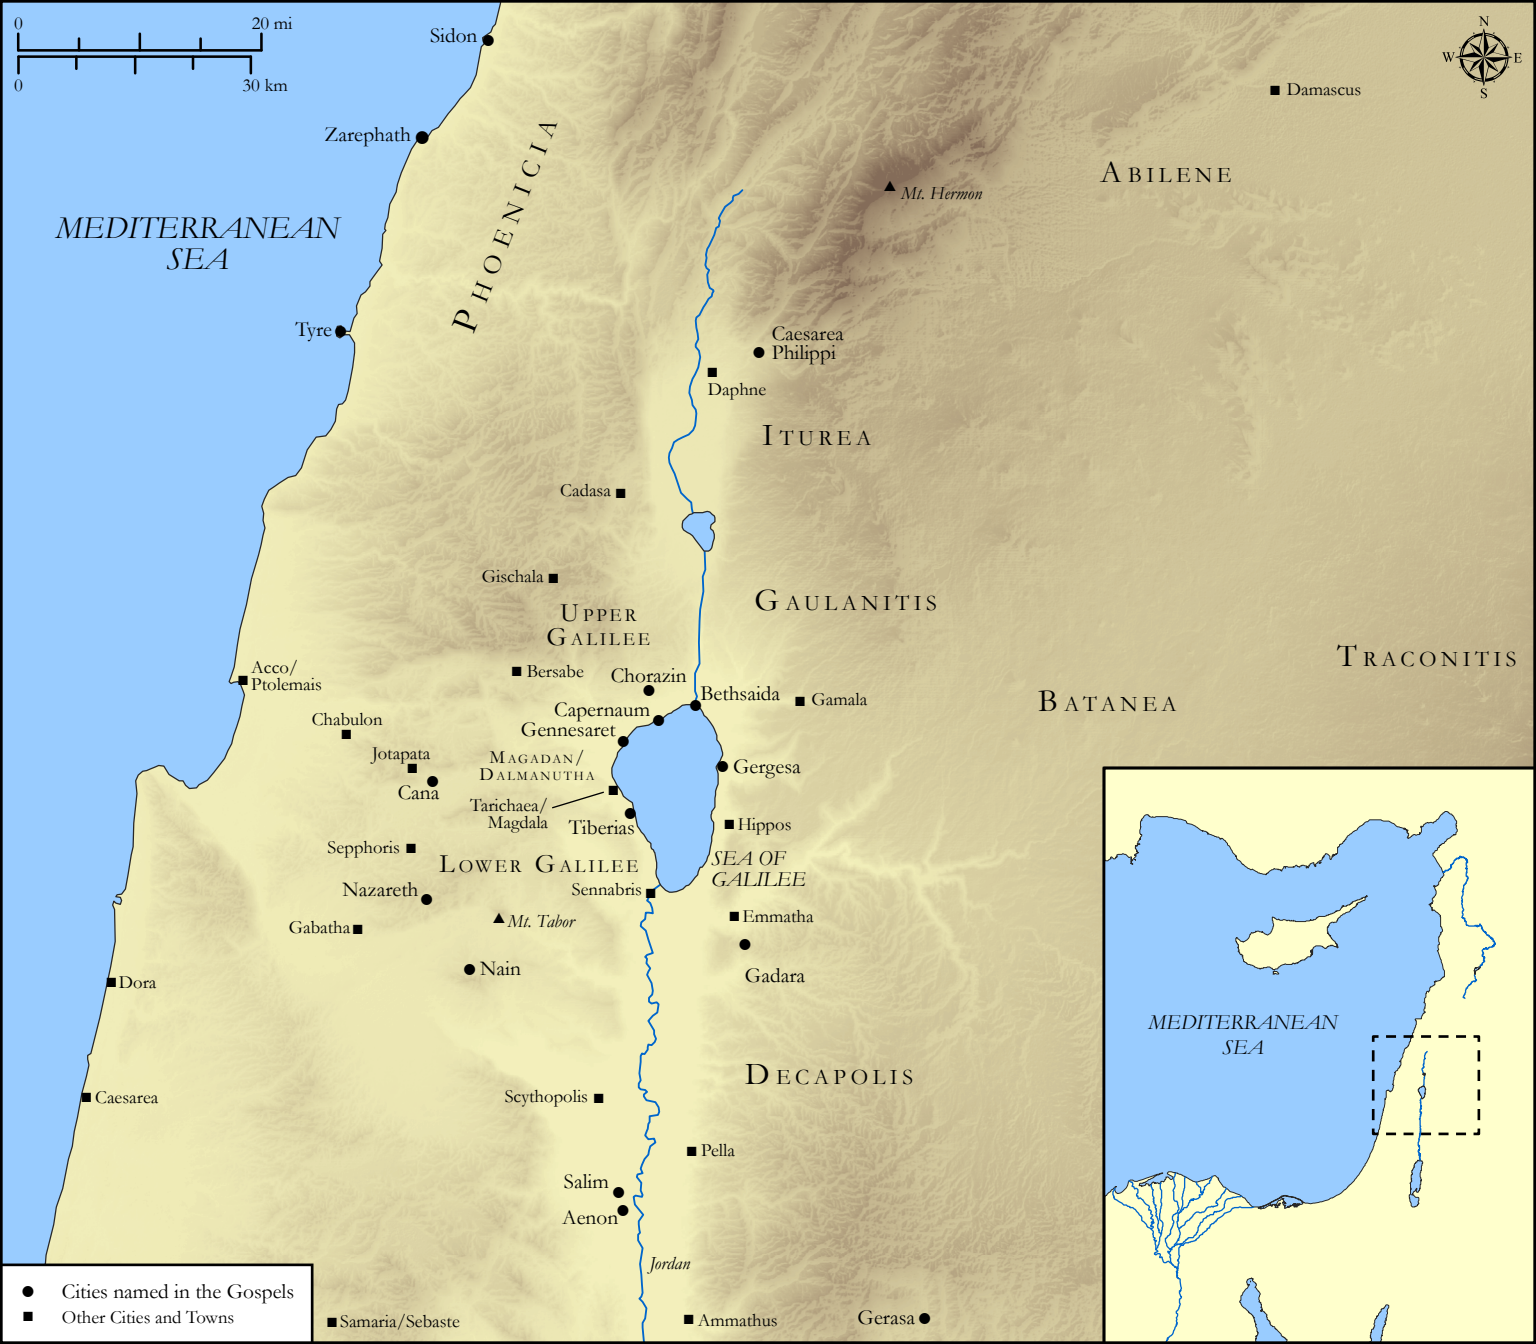 0
20 mi
0
30 km
N
W
E
S
Sidon
Damascus
Zarephath
PHOENICIA
ABILENE
Mt. Hermon
MEDITERRANEAN
SEA
Tyre
Caesarea
Philippi
Daphne
ITUREA
Cadasa
Gischala
UPPER
GALILEE
GAULANITIS
TRACONITIS
Acco/
Ptolemais
Bersabe
Chorazin
Bethsaida
Gamala
BATANEA
Capernaum
Chabulon
Gennesaret
Jotapata
MAGADAN/
DALMANUTHA
Gergesa
Cana
Tarichaea/
Magdala
Tiberias
Hippos
Sepphoris
LOWER GALILEE
SEA OF
GALILEE
Nazareth
Sennabris
Gabatha
Mt. Tabor
Emmatha
Nain
Gadara
Dora
DECAPOLIS
Caesarea
Scythopolis
Pella
Salim
Aenon
Jordan
Samaria/Sebaste
Ammathus
Gerasa
Cities named in the Gospels
Other Cities and Towns
MEDITERRANEAN
SEA